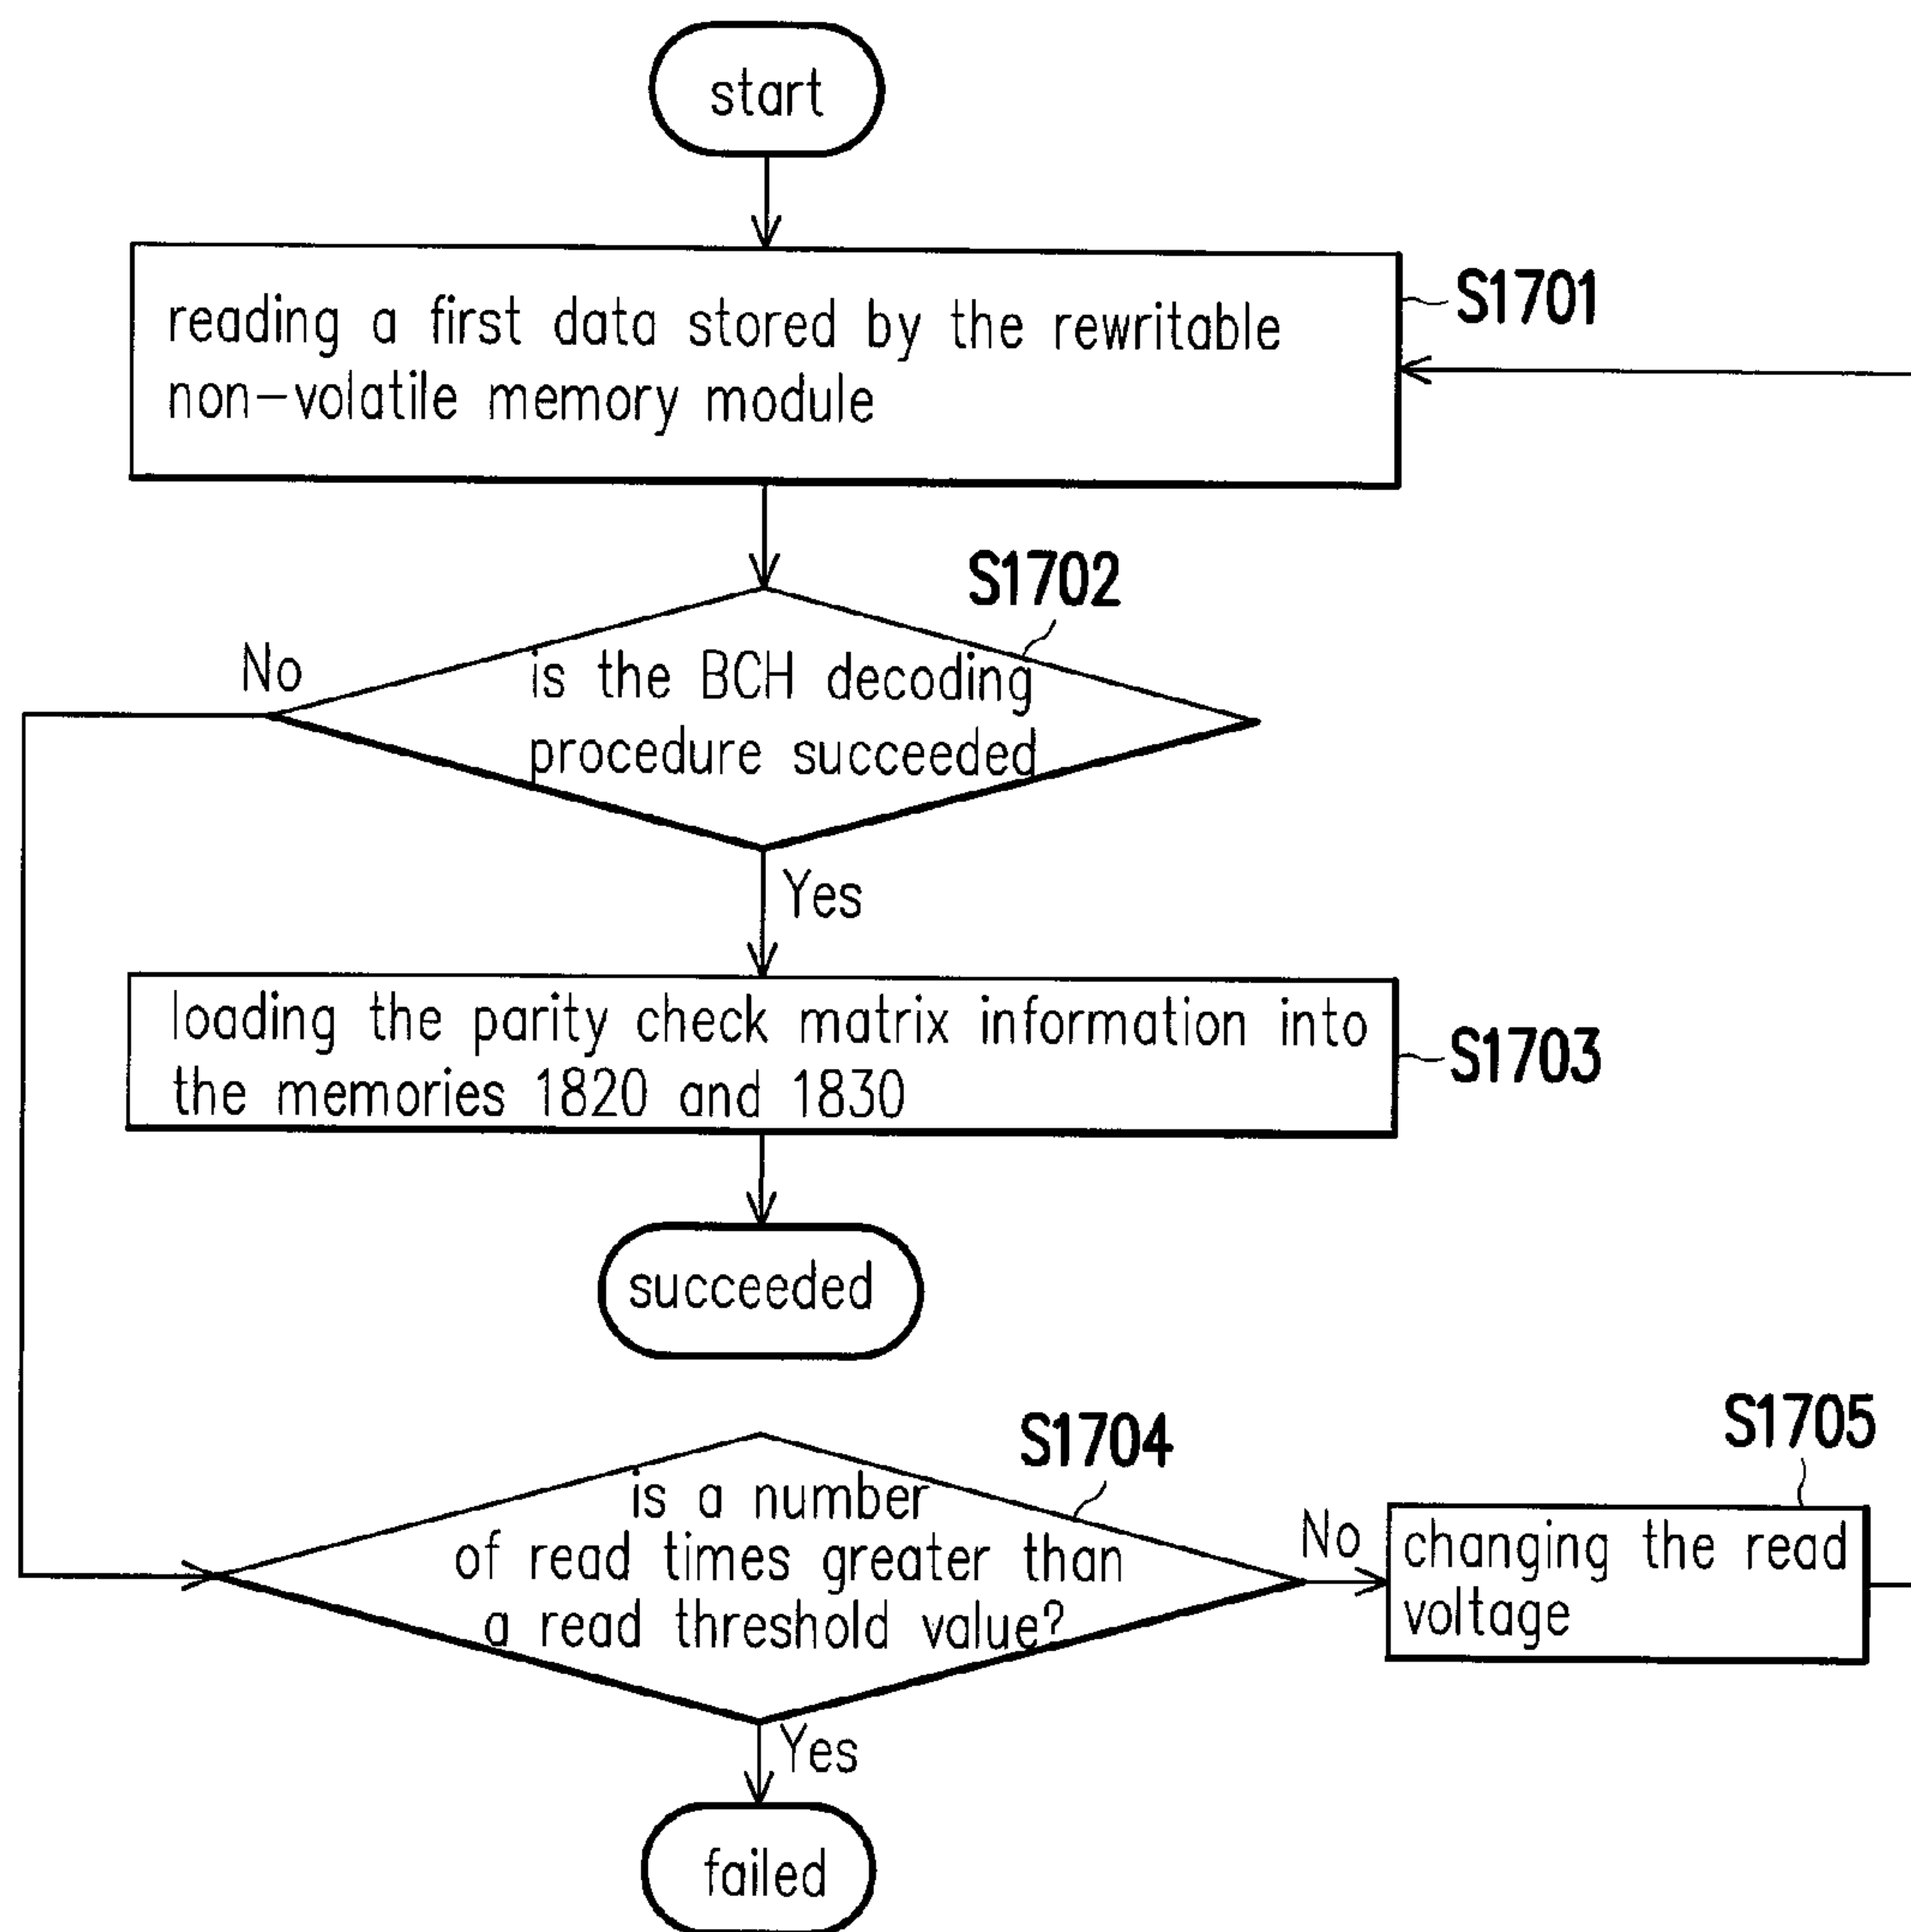 start
reading a first data stored by the rewritable
non-volatile memory module
S1701
S1702
No
is the BCH decoding
procedure succeeded
Yes
loading the parity check matrix information into
the memories 1820 and 1830
S1703
succeeded
S1704
S1705
is a number
of read times greater than
a read threshold value?
No
changing the read
voltage
Yes
failed